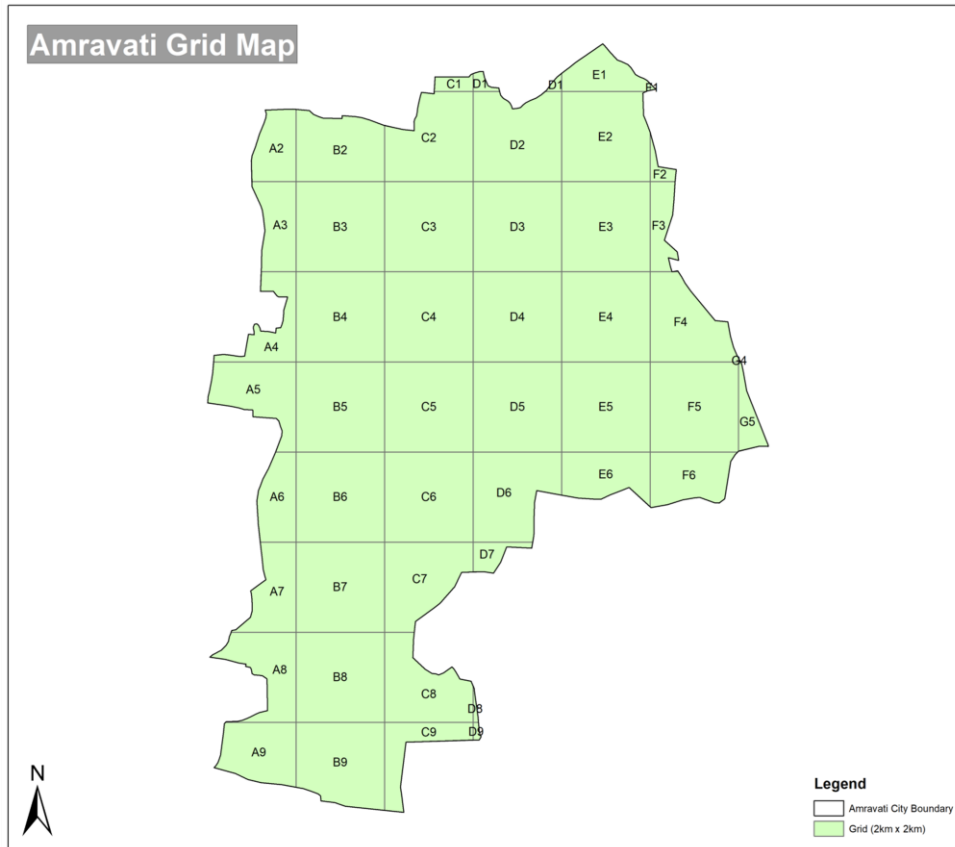 Amravati Grid Map
E1
C1 D1 D1 F1
A2 B2 C2 D2 E2
F2
A3 B3 C3 D3 E3 F3
B4 C4 D4 E4 F4
A4
G4
A5
B5 C5 D5 E5 F5
G5
A6 B6 C6 D6 E6 F6
D7
A7 B7 C7
A8 B8
C8
D8
C9 D9
A9 B9
N
Legend
Amravati City Boundary
Grid (2km x 2km)